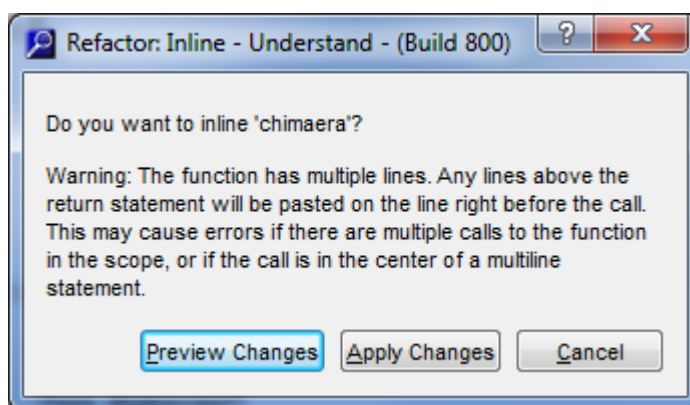 Refactor: Inline - Understand - (Build 800)
?
X
Do you want to inline 'chimaera'?
Warning: The function has multiple lines. Any lines above the
return statement will be pasted on the line right before the call.
This may cause errors if there are multiple calls to the function
in the scope, or if the call is in the center of a multiline
statement.
Preview Changes Apply Changes Cancel